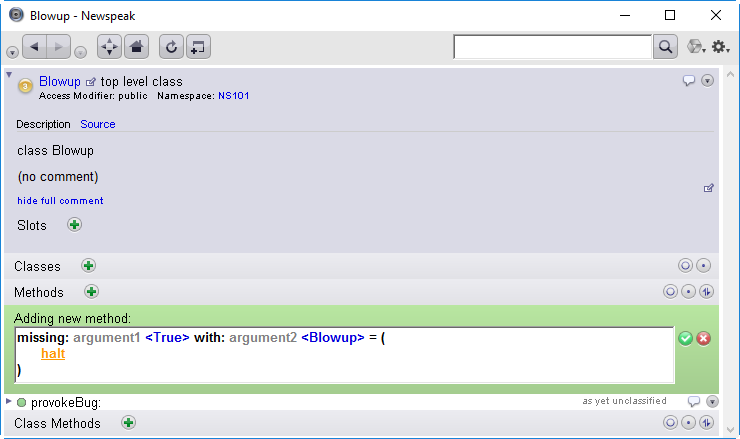 Blowup - Newspeak
3
Blowup top level class
Access Modifier: public Namespace: NS101
Description Source
class Blowup
(no comment)
hide full comment
Slots
Classes
Methods
Adding new method:
missing: argument1 <True> with: argument2 <Blowup> = (
halt
)
provokeBug: as yet unclassified
Class Methods